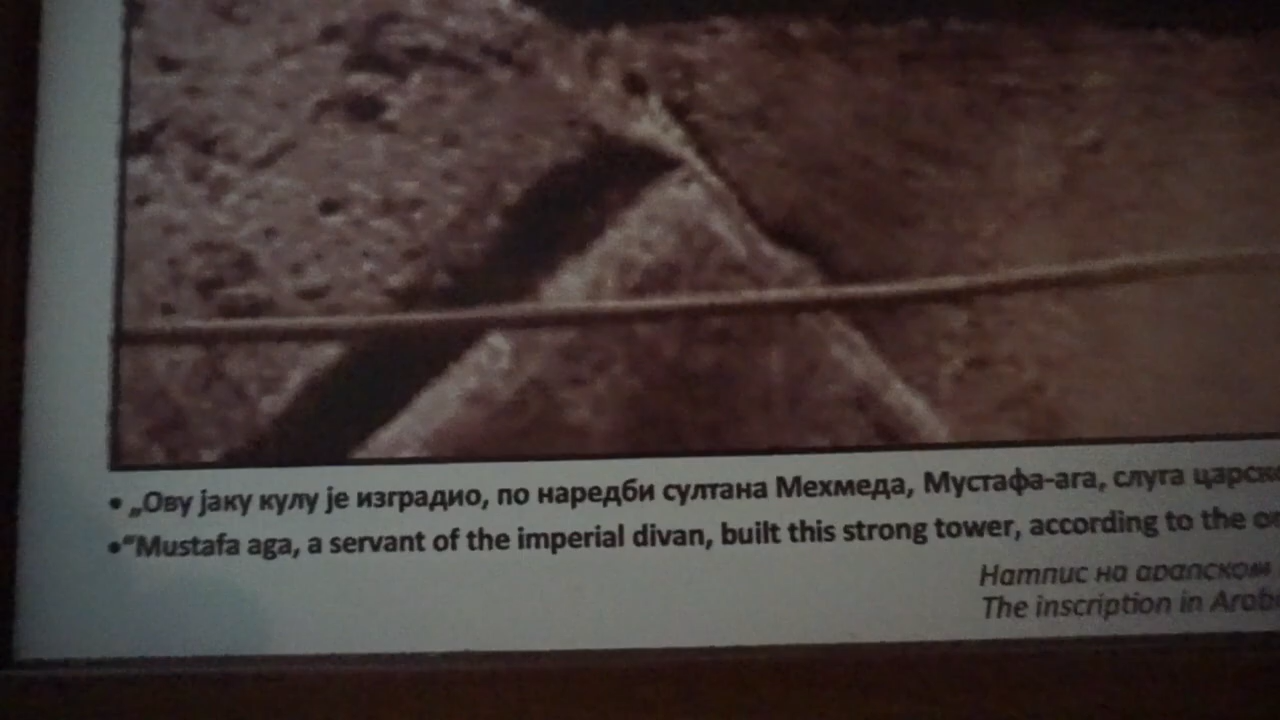 • „Ову јаку кулу је изградио, по наредби султана Мехмеда, Мустафа-ага, слуга
•“Mustafa aga, a servant of the imperial divan, built this strong tower, according to the
Натпис на арапском
The inscription in